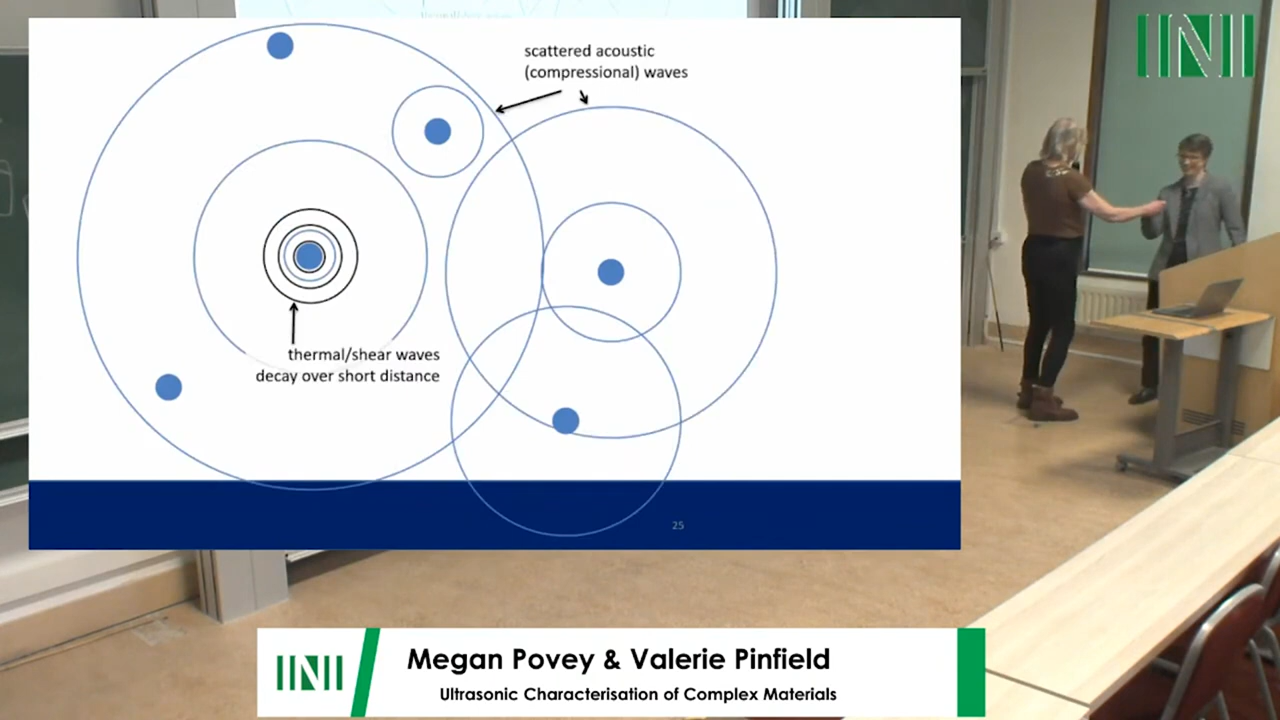 scattered acoustic
(compressional) waves
thermal/shear waves
decay over short distance
25
INI
INI
Megan Povey & Valerie Pinfield
Ultrasonic Characterisation of Complex Materials